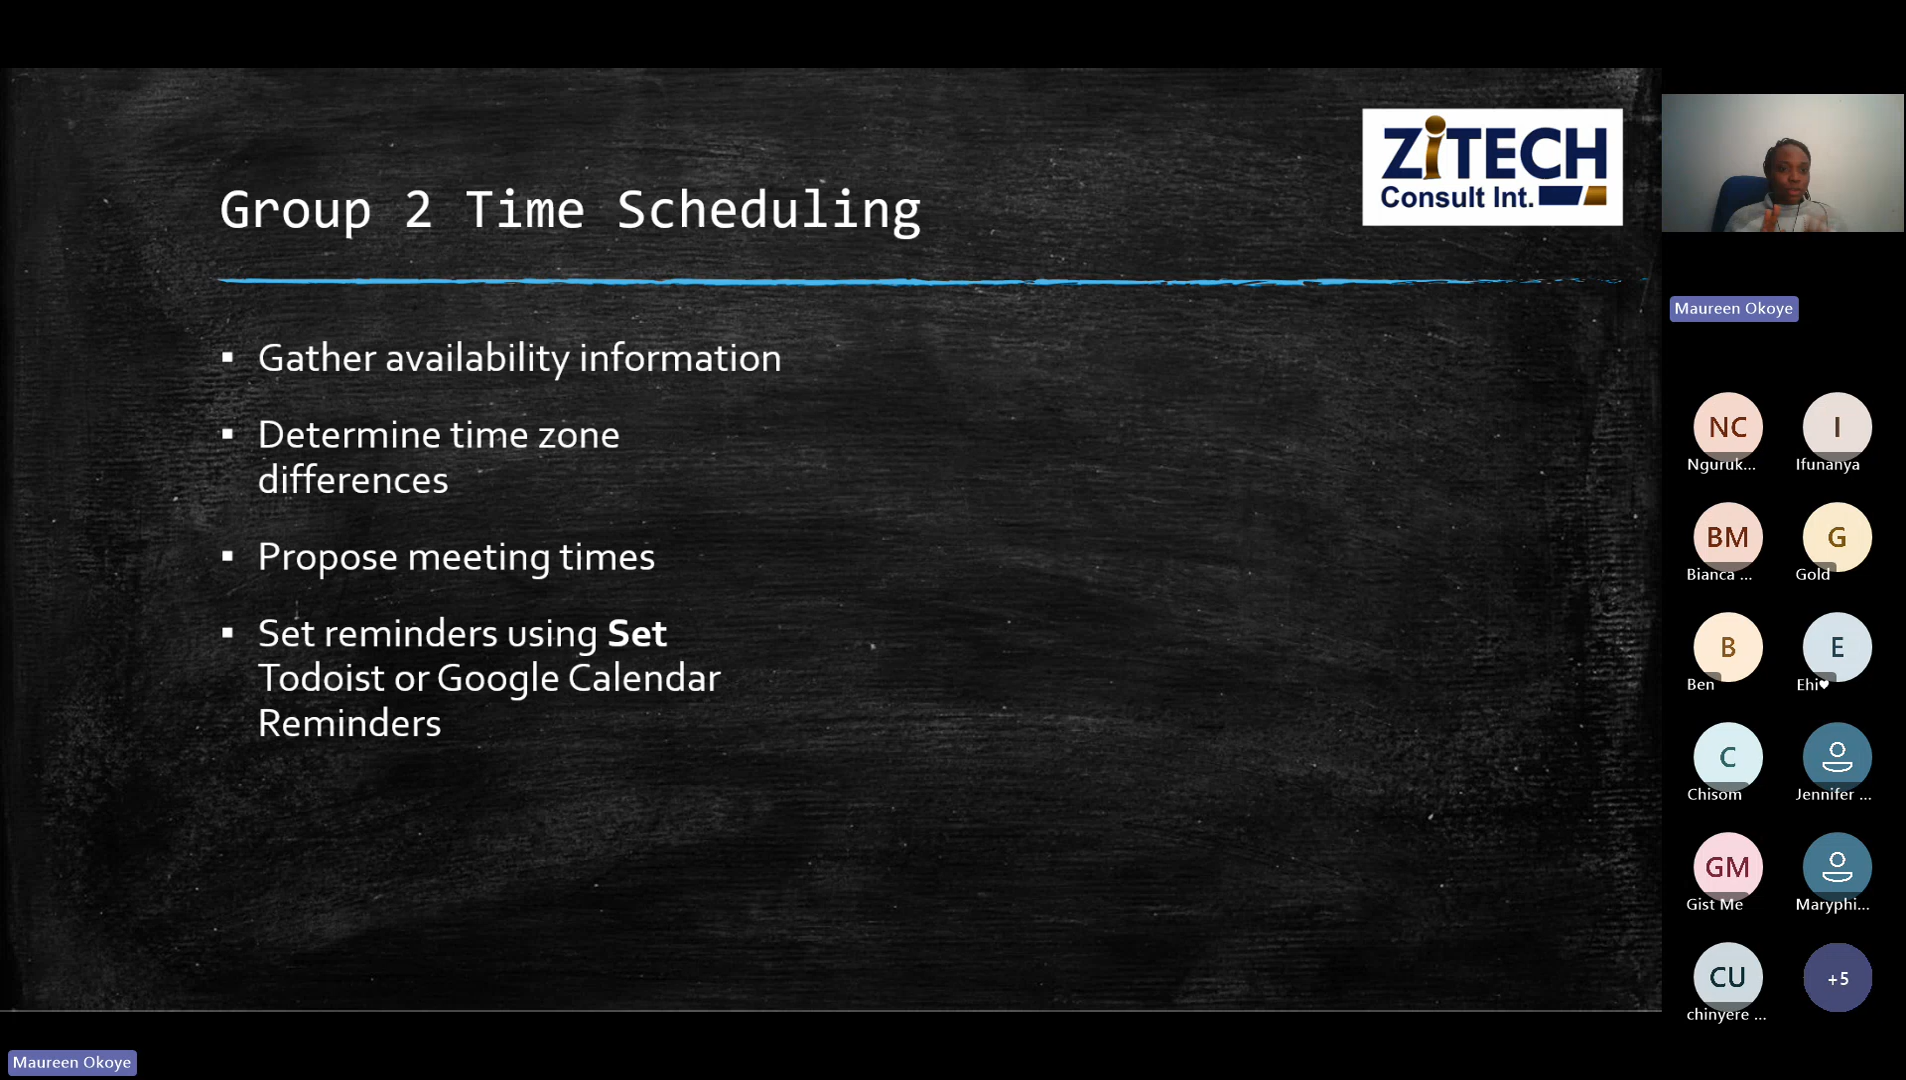 ZiTECH
Consult Int.
Group 2 Time Scheduling
Gather availability information
Determine time zone
differences
Propose meeting times
Set reminders using Set
Todoist or Google Calendar
Reminders
Maureen Okoye
NC
I
Nguruk...
Ifunanya
BM
G
Bianca ...
Gold
B
E
Ben
Ehi♥
C
Chisom
Jennifer ...
GM
Gist Me
Maryphi...
CU
+5
chinyere ...
Maureen Okoye